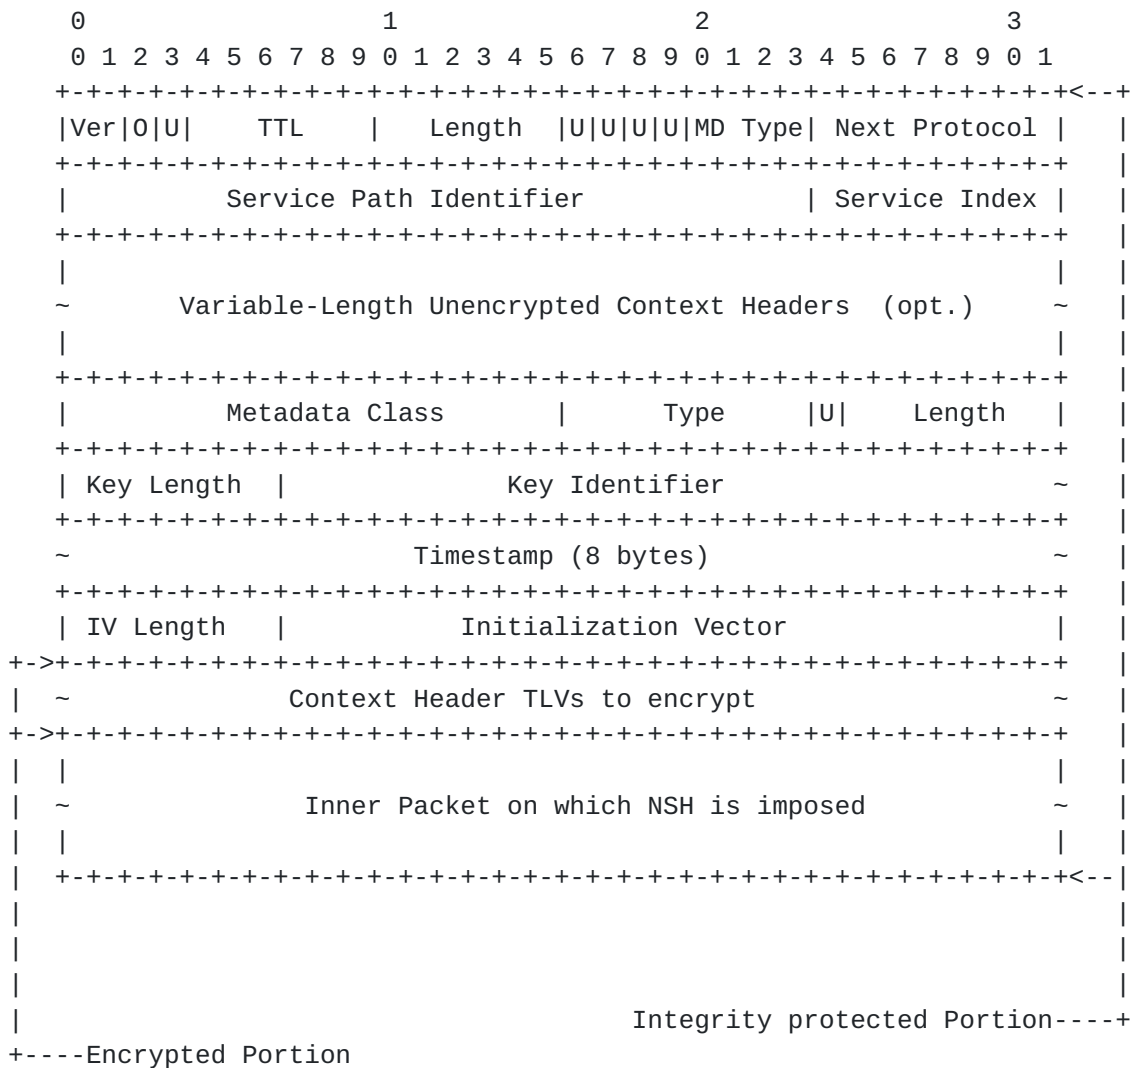 0                   1                   2                   3
    0 1 2 3 4 5 6 7 8 9 0 1 2 3 4 5 6 7 8 9 0 1 2 3 4 5 6 7 8 9 0 1
   +-+-+-+-+-+-+-+-+-+-+-+-+-+-+-+-+-+-+-+-+-+-+-+-+-+-+-+-+-+-+-+-+<--+
   |Ver|O|U|    TTL    |   Length  |U|U|U|U|MD Type| Next Protocol |   |
   +-+-+-+-+-+-+-+-+-+-+-+-+-+-+-+-+-+-+-+-+-+-+-+-+-+-+-+-+-+-+-+-+   |
   |          Service Path Identifier              | Service Index |   |
   +-+-+-+-+-+-+-+-+-+-+-+-+-+-+-+-+-+-+-+-+-+-+-+-+-+-+-+-+-+-+-+-+   |
   |                                                               |   |
   ~       Variable-Length Unencrypted Context Headers  (opt.)     ~   |
   |                                                               |   |
   +-+-+-+-+-+-+-+-+-+-+-+-+-+-+-+-+-+-+-+-+-+-+-+-+-+-+-+-+-+-+-+-+   |
   |          Metadata Class       |      Type     |U|    Length   |   |
   +-+-+-+-+-+-+-+-+-+-+-+-+-+-+-+-+-+-+-+-+-+-+-+-+-+-+-+-+-+-+-+-+   |
   | Key Length  |              Key Identifier                     ~   |
   +-+-+-+-+-+-+-+-+-+-+-+-+-+-+-+-+-+-+-+-+-+-+-+-+-+-+-+-+-+-+-+-+   |
   ~                      Timestamp (8 bytes)                      ~   |
   +-+-+-+-+-+-+-+-+-+-+-+-+-+-+-+-+-+-+-+-+-+-+-+-+-+-+-+-+-+-+-+-+   |
   | IV Length   |           Initialization Vector                 |   |
+->+-+-+-+-+-+-+-+-+-+-+-+-+-+-+-+-+-+-+-+-+-+-+-+-+-+-+-+-+-+-+-+-+   |
|  ~              Context Header TLVs to encrypt                   ~   |
+->+-+-+-+-+-+-+-+-+-+-+-+-+-+-+-+-+-+-+-+-+-+-+-+-+-+-+-+-+-+-+-+-+   |
|  |                                                               |   |
|  ~               Inner Packet on which NSH is imposed            ~   |
|  |                                                               |   |
|  +-+-+-+-+-+-+-+-+-+-+-+-+-+-+-+-+-+-+-+-+-+-+-+-+-+-+-+-+-+-+-+-+<--|
|                                                                      |
|                                                                      |
|                                                                      |
|                                       Integrity protected Portion----+
+----Encrypted Portion